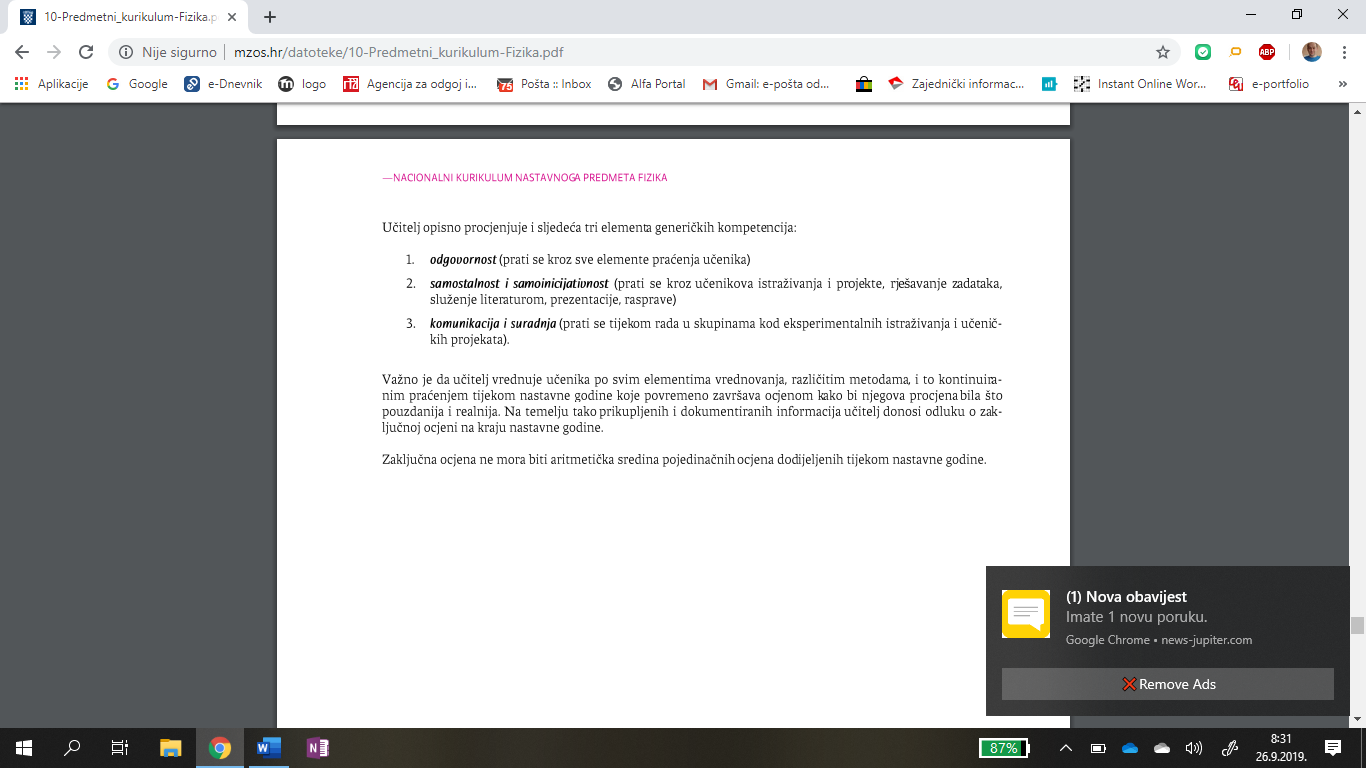 10-Predmetni_kurikulum-Fizika.p
Nije sigurno | mzos.hr/datoteke/10-Predmetni_kurikulum-Fizika.pdf
ABP
Aplikacije Google e-Dnevnik logo Agencija za odgoj i... 75 Pošta :: Inbox Alfa Portal Gmail: e-pošta od... Zajednički informac... Instant Online Wor... e-portfolio »
—NACIONALNI KURIKULUM NASTAVNOGA PREDMETA FIZIKA
Učitelj opisno procjenjuje i sljedeća tri elementa generičkih kompetencija:
1. odgovornost (prati se kroz sve elemente praćenja učenika)
2. samostalnost i samoinicijativnost (prati se kroz učenikova istraživanja i projekte, rješavanje zadataka,
služenje literaturom, prezentacije, rasprave)
3. komunikacija i suradnja (prati se tijekom rada u skupinama kod eksperimentalnih istraživanja i učenič-
kih projekata).
Važno je da učitelj vrednuje učenika po svim elementima vrednovanja, različitim metodama, i to kontinuira-
nim praćenjem tijekom nastavne godine koje povremeno završava ocjenom kako bi njegova procjena bila što
pouzdanija i realnija. Na temelju tako prikupljenih i dokumentiranih informacija učitelj donosi odluku o zak-
ljučnoj ocjeni na kraju nastavne godine.
Zaključna ocjena ne mora biti aritmetička sredina pojedinačnih ocjena dodijeljenih tijekom nastavne godine.
(1) Nova obavijest
Imate 1 novu poruku.
Google Chrome • news-jupiter.com
Remove Ads
87%
8:31
26.9.2019.